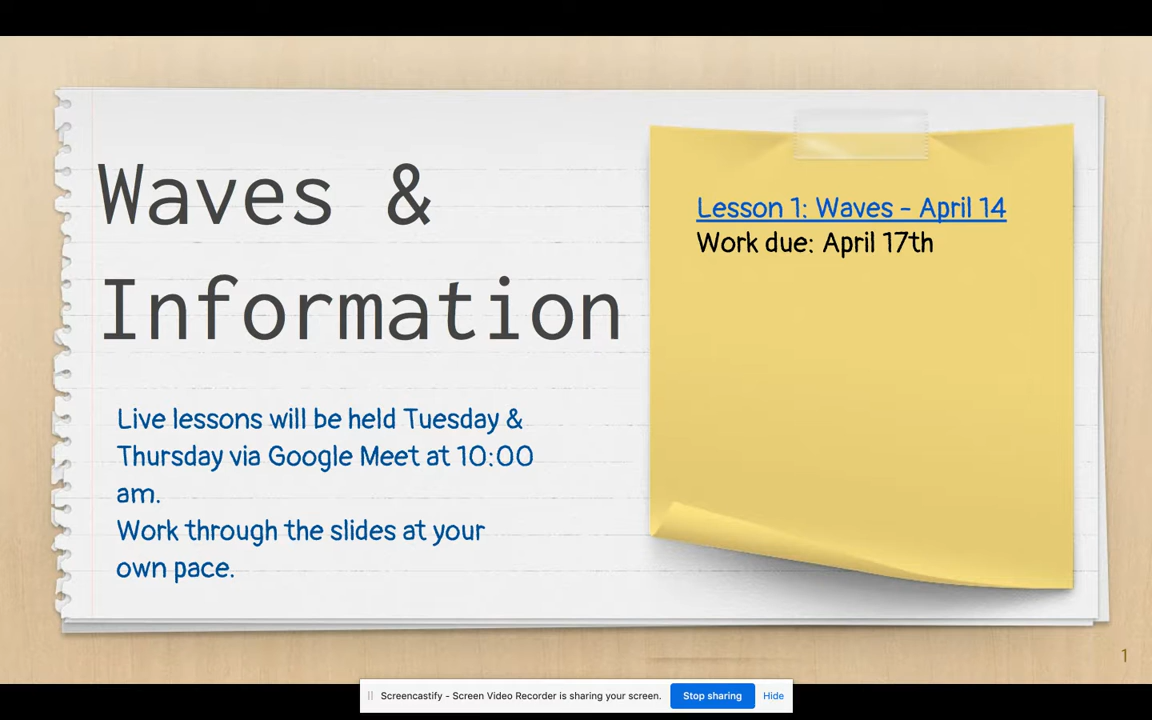 Waves &
Information
Live lessons will be held Tuesday &
Thursday via Google Meet at 10:00
am.
Work through the slides at your
own pace.
Lesson 1: Waves - April 14
Work due: April 17th
1
Screencastify - Screen Video Recorder is sharing your screen.
Stop sharing
Hide